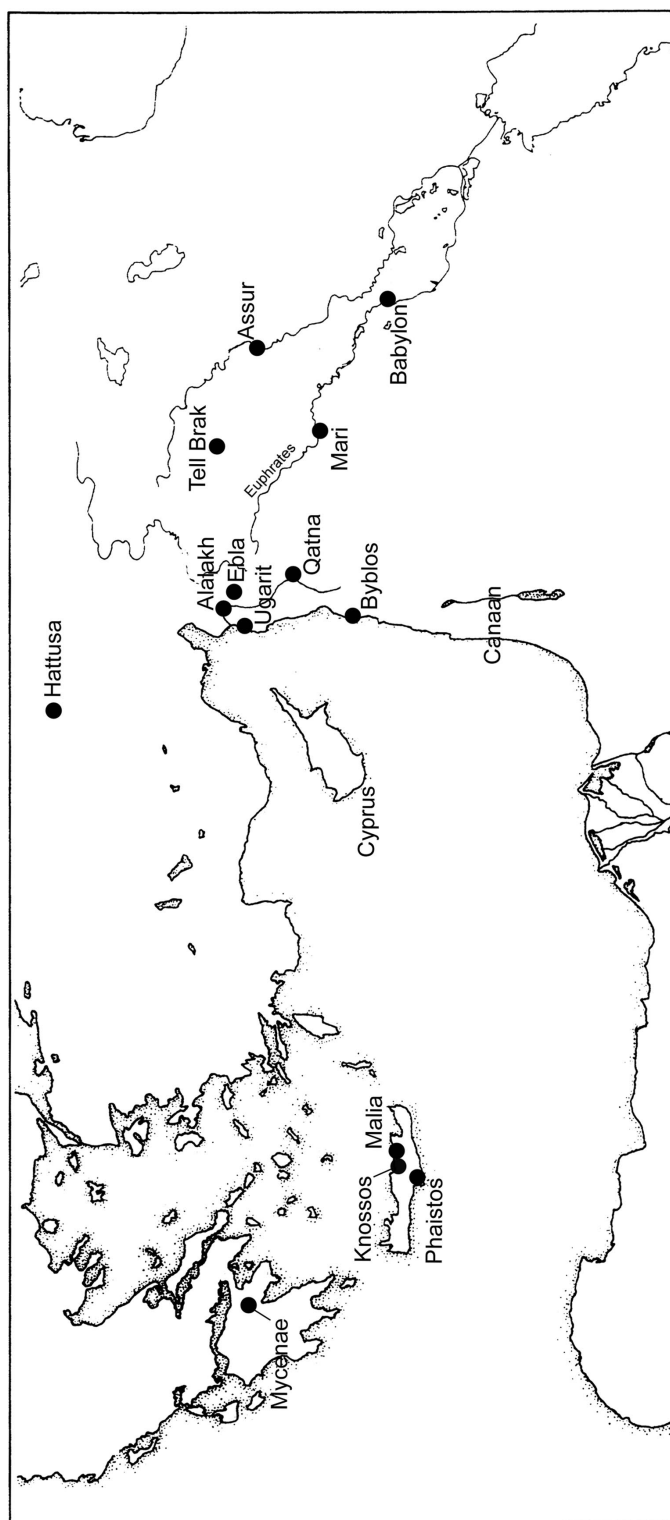 Hattusa
Tell Brak
Alalakh
Ebla
Assur
Ugarit
Euphrates
Mycenae
Qatna
Mari
Knossos
Cyprus
Byblos
Malia
Babylon
Phaistos
Canaan